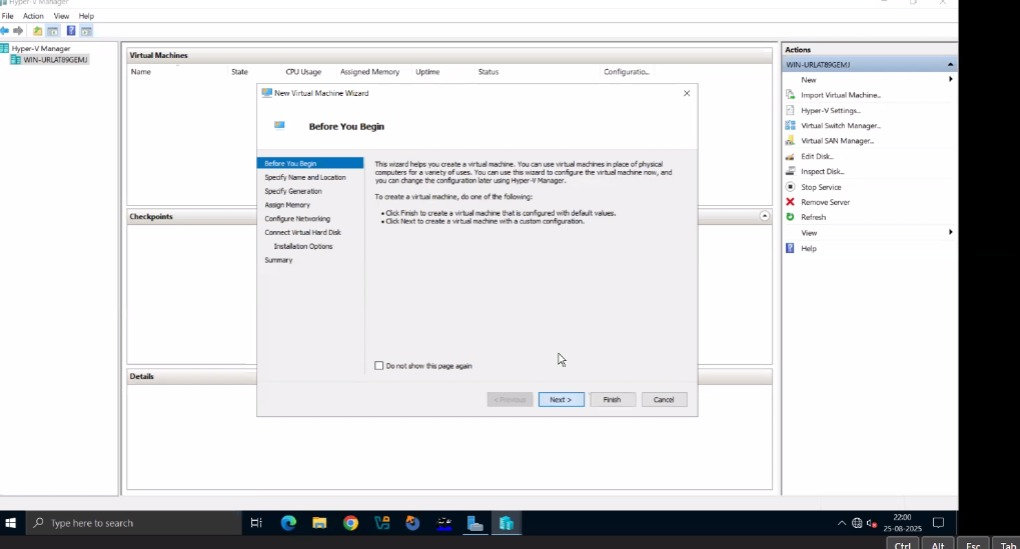 Hyper-V Manager
File Action View Help
Hyper-V Manager
WIN-URLAT89GEMJ
Virtual Machines
Name State CPU Usage Assigned Memory Uptime Status Configuratio...
New Virtual Machine Wizard
Before You Begin
Before You Begin
Specify Name and Location
Specify Generation
Assign Memory
Configure Networking
Connect Virtual Hard Disk
Installation Options
Summary
This wizard helps you create a virtual machine. You can use virtual machines in place of physical
computers for a variety of uses. You can use this wizard to configure the virtual machine now, and
you can change the configuration later using Hyper-V Manager.
To create a virtual machine, do one of the following:
• Click Finish to create a virtual machine that is configured with default values.
• Click Next to create a virtual machine with a custom configuration.
Do not show this page again
< Previous Next > Finish Cancel
Checkpoints
Details
Actions
WIN-URLAT89GEMJ
New
Import Virtual Machine...
Hyper-V Settings...
Virtual Switch Manager...
Virtual SAN Manager...
Edit Disk...
Inspect Disk...
Stop Service
Remove Server
Refresh
View
Help
Type here to search
22:00
25-08-2025
Ctrl Alt Esc Tab